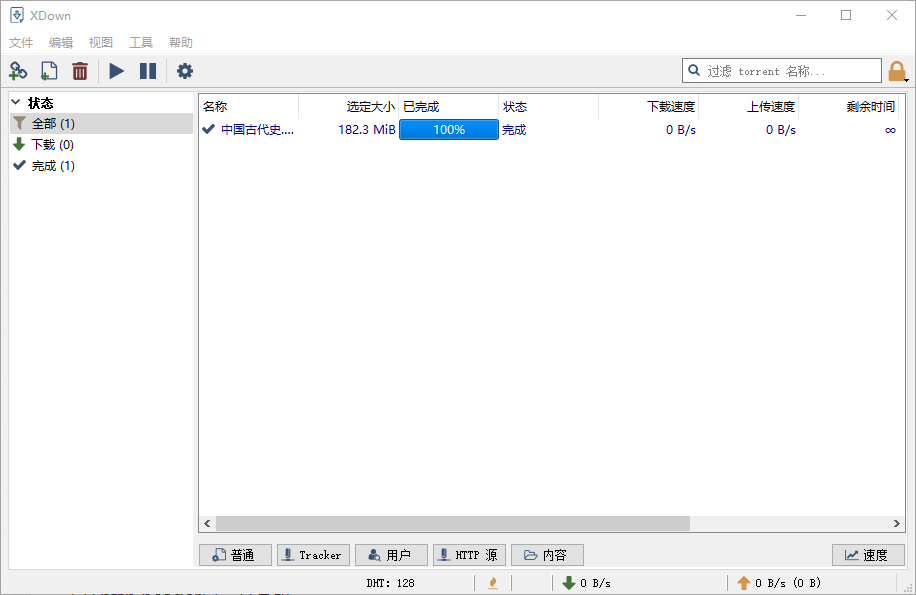 XDown
文件 编辑 视图 工具 帮助
过滤 torrent 名称...
状态
全部 (1)
下载 (0)
完成 (1)
名称 选定大小 已完成 状态 下载速度 上传速度 剩余时间
中国古代史.... 182.3 MiB 100% 完成 0 B/s 0 B/s ∞
普通 Tracker 用户 HTTP 源 内容 速度
DHT: 128 0 B/s 0 B/s (0 B)